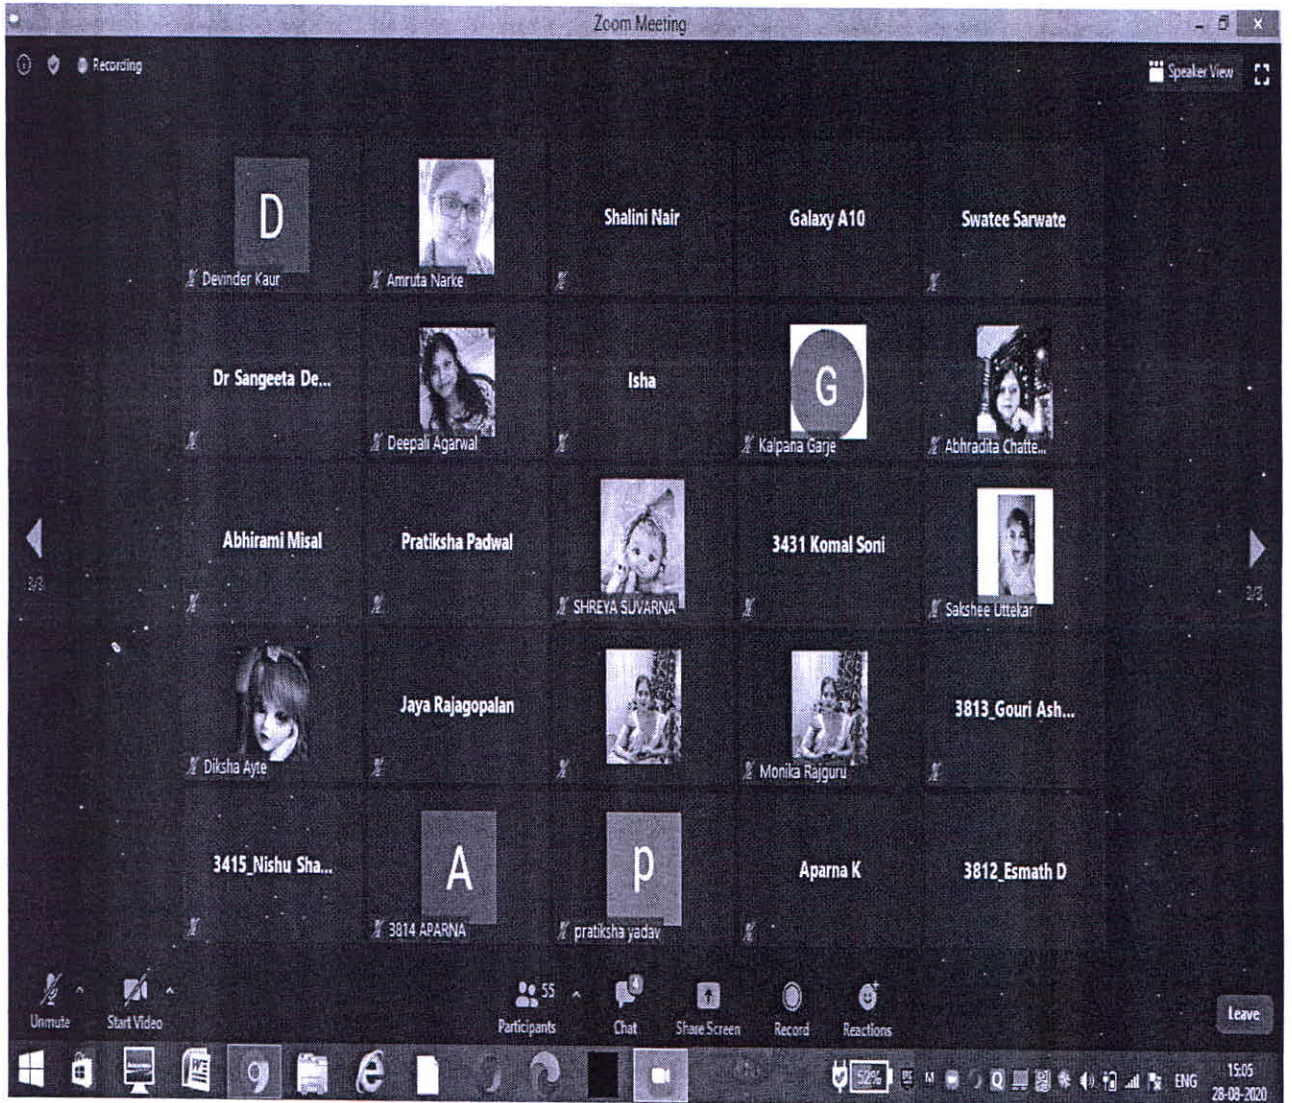 Zoom Meeting
Recording
Speaker View
D
Devinder Kaur
Amruta Narke
Shalini Nair
Galaxy A10
Swatee Sarwate
Dr Sangeeta De...
Deepali Agarwal
Isha
G
Kalpana Garje
Abhradita Chatte...
Abhirami Misal
Pratiksha Padwal
SHREYA SUVARNA
3431 Komal Soni
Sakshee Uttekar
2/3
Diksha Ayte
Jaya Rajagopalan
Monika Rajguru
3813_Gouri Ash...
3415_Nishu Sha...
A
3814 APARNA
p
pratiksha yadav
Aparna K
3812_Esmath D
Unmute
Start Video
55
Participants
4
Chat
Share Screen
Record
Reactions
Leave
52%
ENG
15:05
28-08-2020